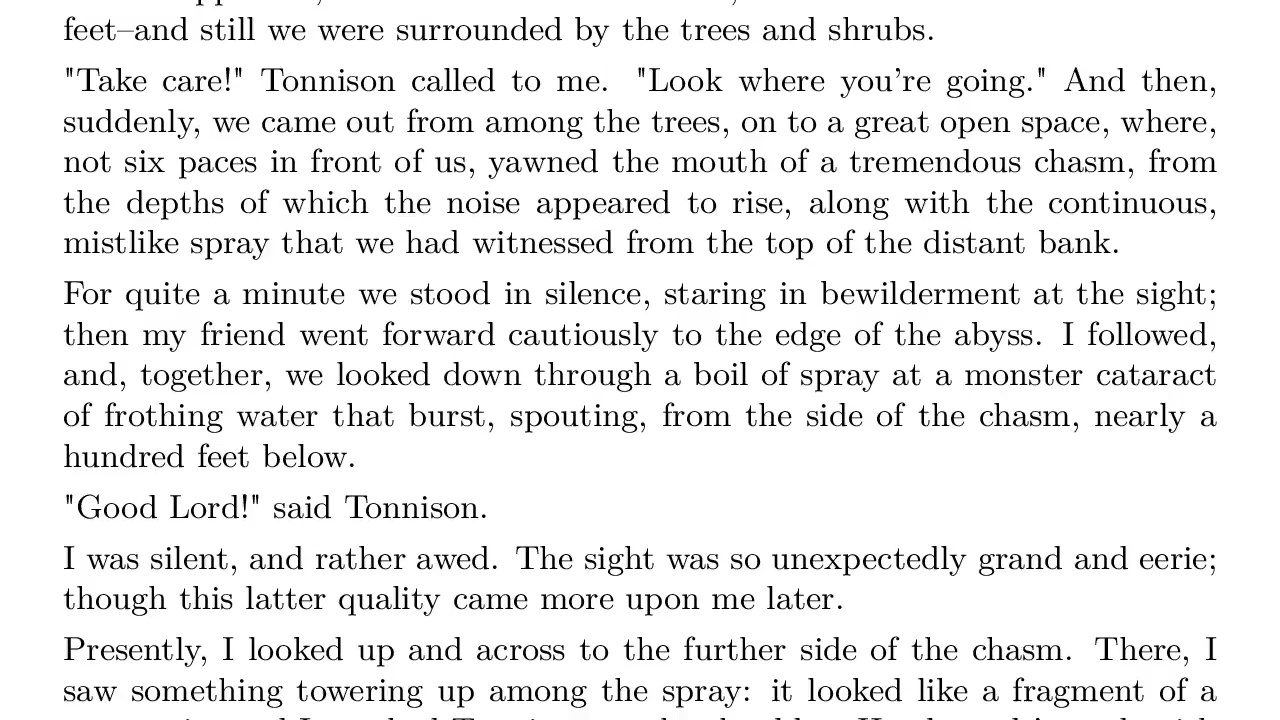 feet–and still we were surrounded by the trees and shrubs.
"Take care!" Tonnison called to me. "Look where you're going." And then,
suddenly, we came out from among the trees, on to a great open space, where,
not six paces in front of us, yawned the mouth of a tremendous chasm, from
the depths of which the noise appeared to rise, along with the continuous,
mistlike spray that we had witnessed from the top of the distant bank.
For quite a minute we stood in silence, staring in bewilderment at the sight;
then my friend went forward cautiously to the edge of the abyss. I followed,
and, together, we looked down through a boil of spray at a monster cataract
of frothing water that burst, spouting, from the side of the chasm, nearly a
hundred feet below.
"Good Lord!" said Tonnison.
I was silent, and rather awed. The sight was so unexpectedly grand and eerie;
though this latter quality came more upon me later.
Presently, I looked up and across to the further side of the chasm. There, I
saw something towering up among the spray: it looked like a fragment of a